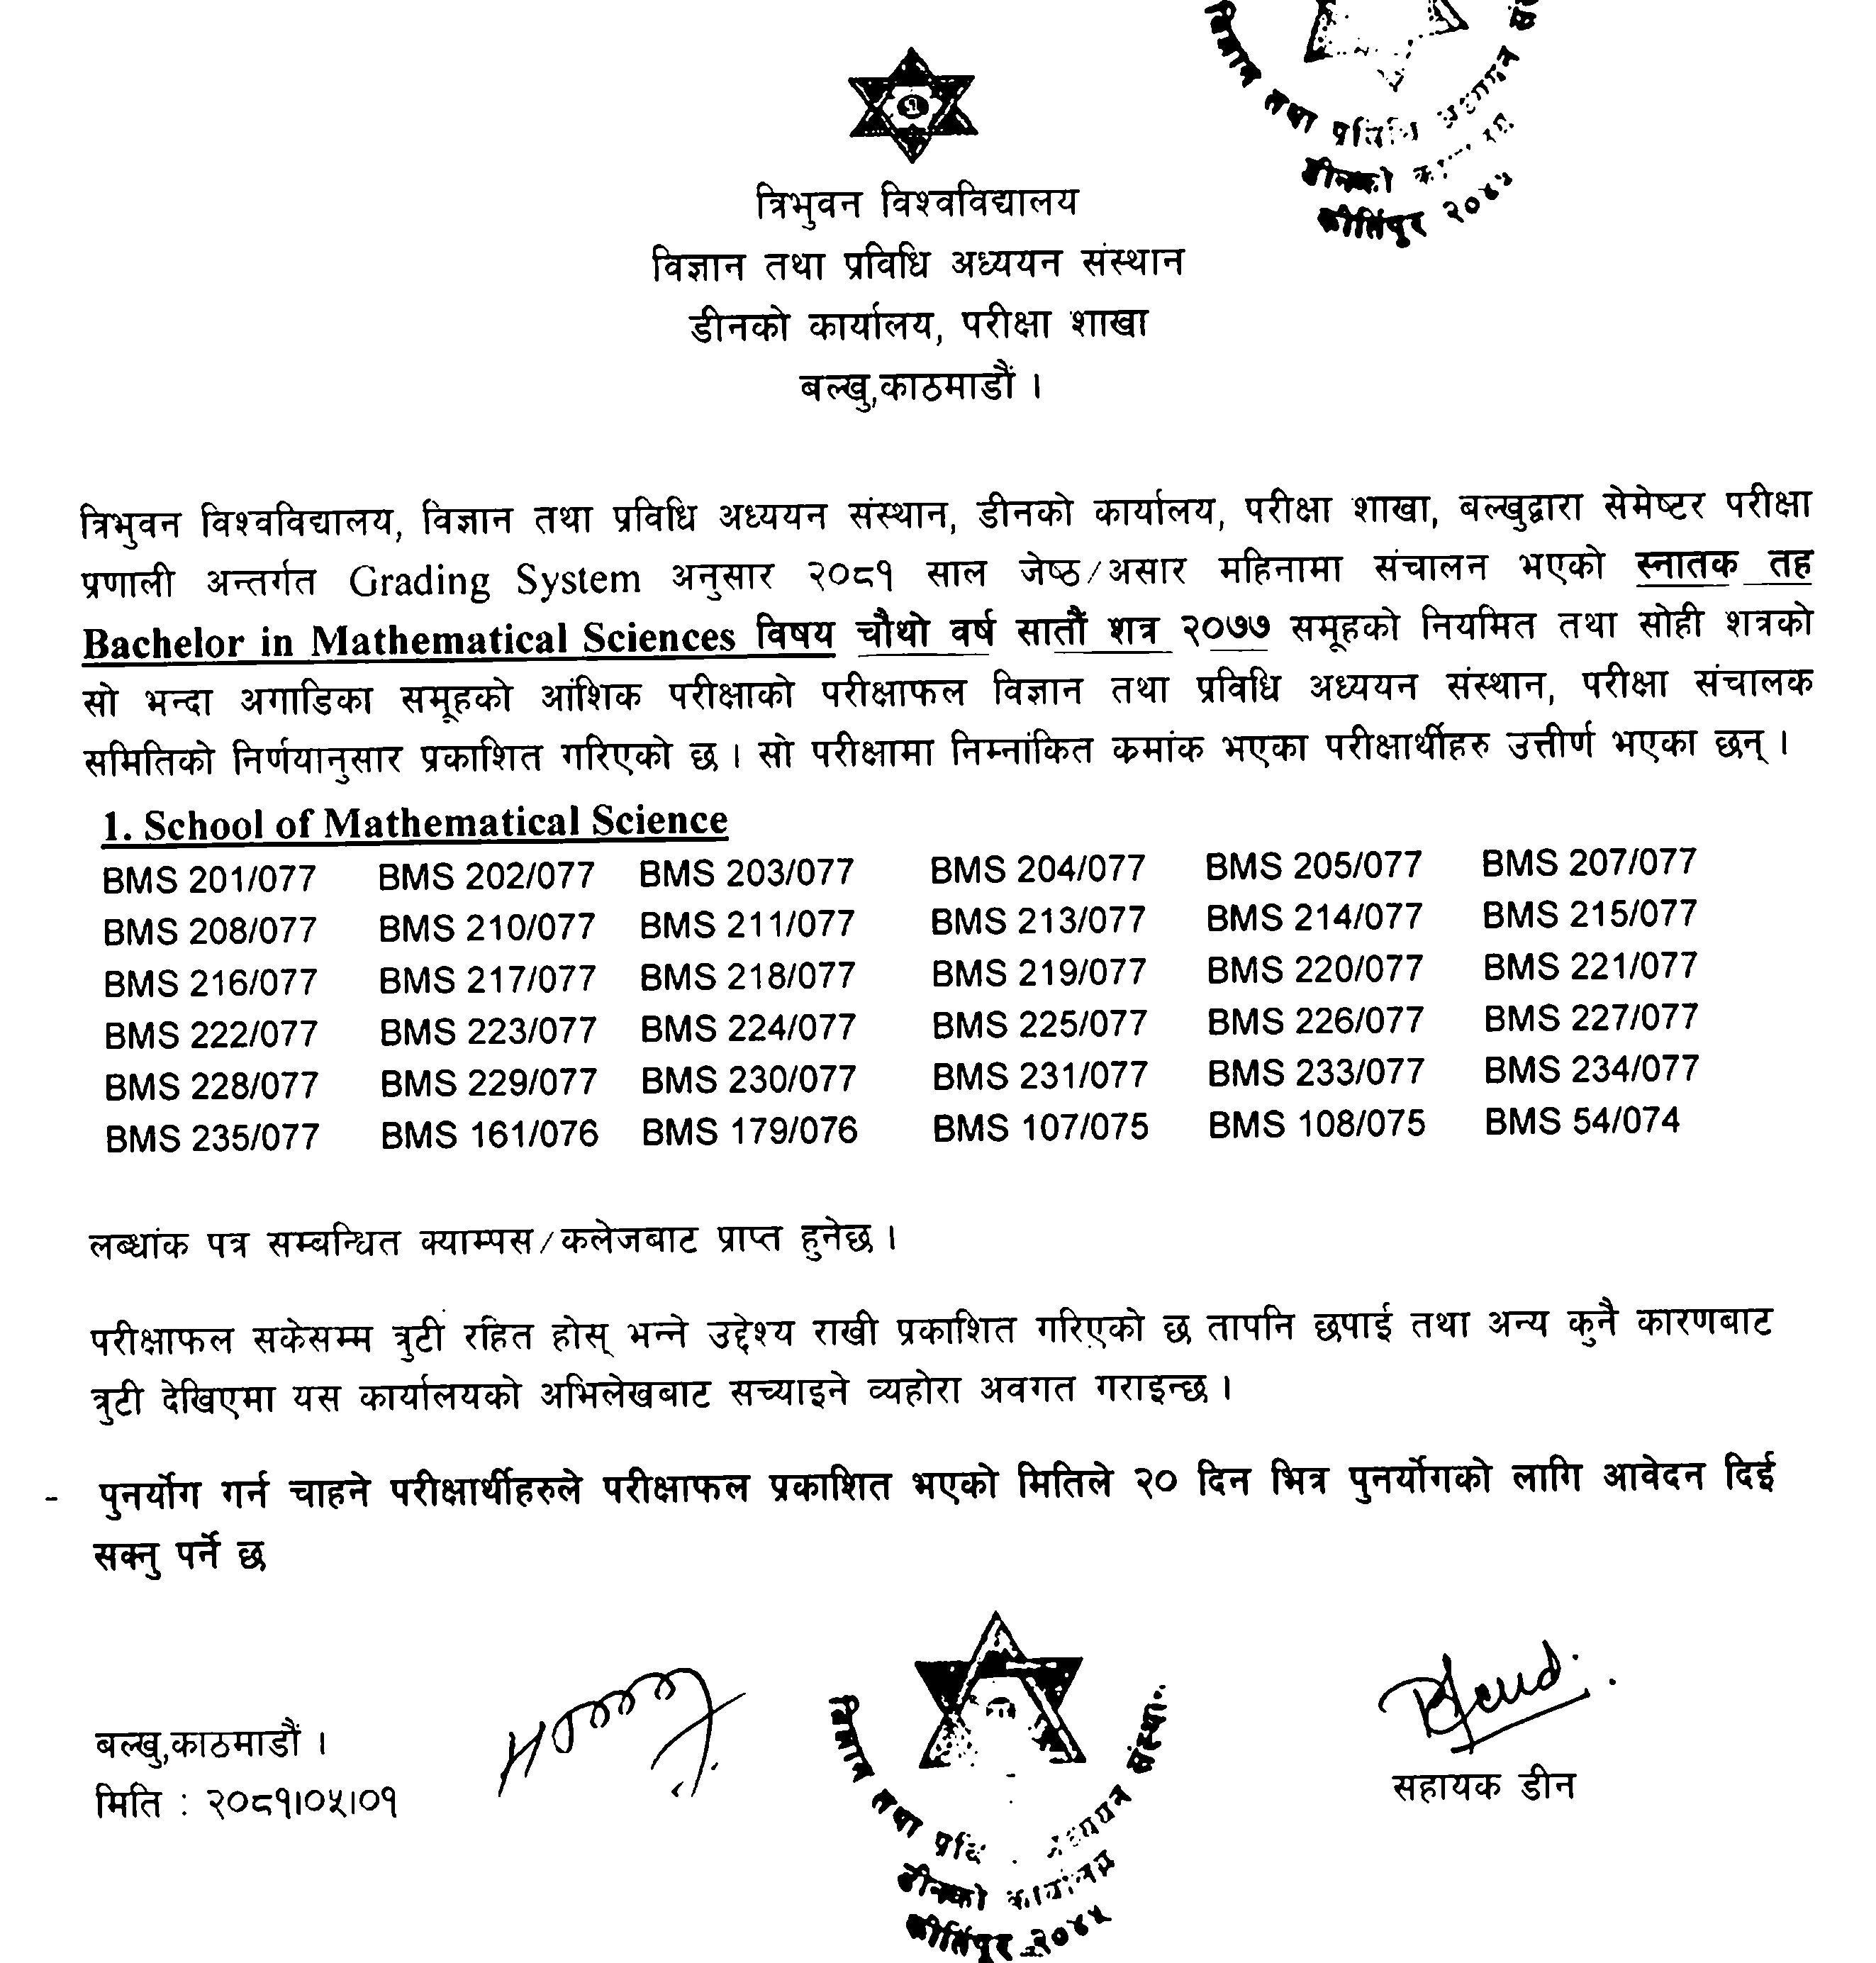 त्रिभुवन विश्वविद्यालय
विज्ञान तथा प्रविधि अध्ययन संस्थान
डीनको कार्यालय, परीक्षा शाखा
बल्खु,काठमाडौं ।
तथा
डीनको
कीर्तिपुर २०४५
त्रिभुवन विश्वविद्यालय, विज्ञान तथा प्रविधि अध्ययन संस्थान, डीनको कार्यालय, परीक्षा शाखा, बल्खुद्वारा सेमेष्टर परीक्षा
प्रणाली अन्तर्गत Grading System अनुसार २०८१ साल जेष्ठ/असार महिनामा संचालन भएको स्नातक तह
Bachelor in Mathematical Sciences विषय चौथो वर्ष सातौं शत्र २०७७ समूहको नियमित तथा सोही शत्रको
सो भन्दा अगाडिका समूहको आंशिक परीक्षाको परीक्षाफल विज्ञान तथा प्रविधि अध्ययन संस्थान, परीक्षा संचालक
समितिको निर्णयानुसार प्रकाशित गरिएको छ । सो परीक्षामा निम्नांकित क्रमांक भएका परीक्षार्थीहरु उत्तीर्ण भएका छन् ।
1. School of Mathematical Science
BMS 201/077 BMS 202/077 BMS 203/077 BMS 204/077 BMS 205/077 BMS 207/077
BMS 208/077 BMS 210/077 BMS 211/077 BMS 213/077 BMS 214/077 BMS 215/077
BMS 216/077 BMS 217/077 BMS 218/077 BMS 219/077 BMS 220/077 BMS 221/077
BMS 222/077 BMS 223/077 BMS 224/077 BMS 225/077 BMS 226/077 BMS 227/077
BMS 228/077 BMS 229/077 BMS 230/077 BMS 231/077 BMS 233/077 BMS 234/077
BMS 235/077 BMS 161/076 BMS 179/076 BMS 107/075 BMS 108/075 BMS 54/074
लब्धांक पत्र सम्बन्धित क्याम्पस/कलेजबाट प्राप्त हुनेछ ।
परीक्षाफल सकेसम्म त्रुटी रहित होस् भन्ने उद्देश्य राखी प्रकाशित गरिएको छ तापनि छपाई तथा अन्य कुनै कारणबाट
त्रुटी देखिएमा यस कार्यालयको अभिलेखबाट सच्याइने व्यहोरा अवगत गराइन्छ ।
- पुनर्योग गर्न चाहने परीक्षार्थीहरुले परीक्षाफल प्रकाशित भएको मितिले २० दिन भित्र पुनर्योगको लागि आवेदन दिई
सक्नु पर्ने छ
बल्खु,काठमाडौं ।
मिति : २०८१।०५।०१
तथा
डीनको कार्यालय
कीर्तिपुर २०४५
सहायक डीन